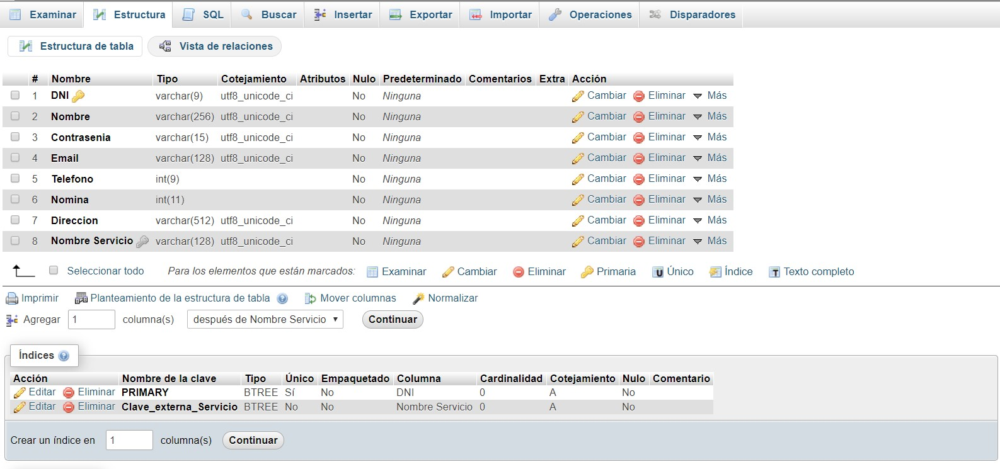 Examinar Estructura SQL Buscar Insertar Exportar Importar Operaciones Disparadores
Estructura de tabla Vista de relaciones
# Nombre Tipo Cotejamiento Atributos Nulo Predeterminado Comentarios Extra Acción
1 DNI varchar(9) utf8_unicode_ci No Ninguna Cambiar Eliminar Más
2 Nombre varchar(256) utf8_unicode_ci No Ninguna Cambiar Eliminar Más
3 Contrasenia varchar(15) utf8_unicode_ci No Ninguna Cambiar Eliminar Más
4 Email varchar(128) utf8_unicode_ci No Ninguna Cambiar Eliminar Más
5 Telefono int(9) No Ninguna Cambiar Eliminar Más
6 Nomina int(11) No Ninguna Cambiar Eliminar Más
7 Direccion varchar(512) utf8_unicode_ci No Ninguna Cambiar Eliminar Más
8 Nombre Servicio varchar(128) utf8_unicode_ci No Ninguna Cambiar Eliminar Más
Seleccionar todo Para los elementos que están marcados: Examinar Cambiar Eliminar Primaria Único Índice Texto completo
Imprimir Planteamiento de la estructura de tabla Mover columnas Normalizar
Agregar 1 columna(s) después de Nombre Servicio Continuar
Índices
Acción Nombre de la clave Tipo Único Empaquetado Columna Cardinalidad Cotejamiento Nulo Comentario
Editar Eliminar PRIMARY BTREE Sí No DNI 0 A No
Editar Eliminar Clave_externa_Servicio BTREE No No Nombre Servicio 0 A No
Crear un índice en 1 columna(s) Continuar